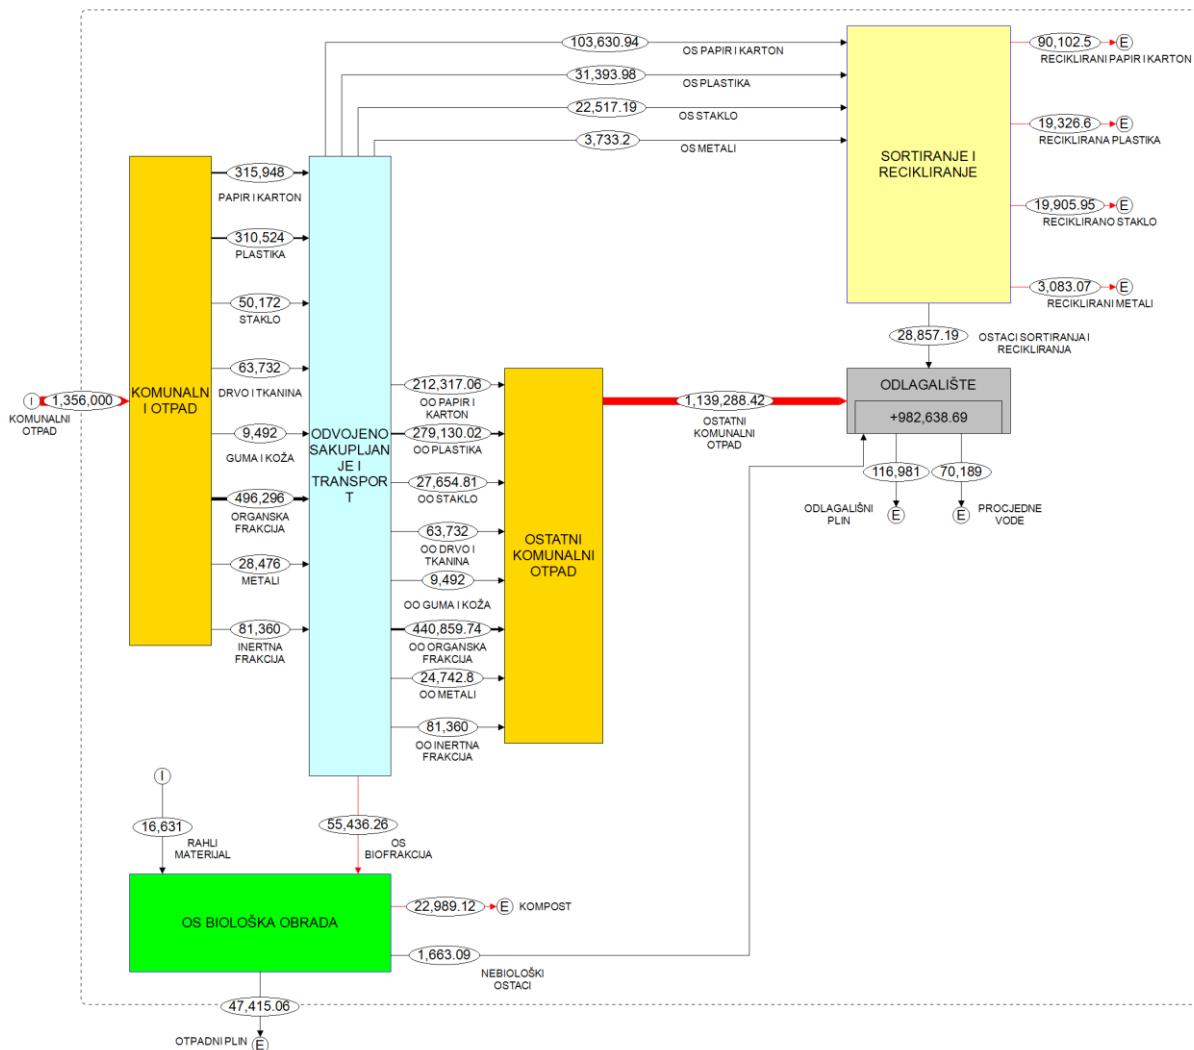 103,630.94
OS PAPIR I KARTON
31,393.98
OS PLASTIKA
22,517.19
OS STAKLO
3,733.2
OS METALI
SORTIRANJE I
RECIKLIRANJE
90,102.5
E
RECIKLIRANI PAPIR I KARTON
19,326.6
E
RECIKLIRANA PLASTIKA
19,905.95
E
RECIKLIRANO STAKLO
3,083.07
E
RECIKLIRANI METALI
I
1,356,000
KOMUNALNI
OTPAD
KOMUNALN
I OTPAD
315,948
PAPIR I KARTON
310,524
PLASTIKA
50,172
STAKLO
63,732
DRVO I TKANINA
9,492
GUMA I KOŽA
496,296
ORGANSKA
FRAKCIJA
28,476
METALI
81,360
INERTNA
FRAKCIJA
ODVOJENO
SAKUPLJAN
JE I
TRANSPOR
T
212,317.06
OO PAPIR I
KARTON
279,130.02
OO PLASTIKA
27,654.81
OO STAKLO
63,732
OO DRVO I
TKANINA
9,492
OO GUMA I KOŽA
440,859.74
OO ORGANSKA
FRAKCIJA
24,742.8
OO METALI
81,360
OO INERTNA
FRAKCIJA
OSTATNI
KOMUNALNI
OTPAD
1,139,288.42
OSTATNI
KOMUNALNI
OTPAD
28,857.19
OSTACI SORTIRANJA I
RECIKLIRANJA
ODLAGALIŠTE
+982,638.69
116,981
70,189
ODLAGALIŠNI
PLIN
E
E
PROCJEDNE
VODE
I
16,631
RAHLI
MATERIJAL
55,436.26
OS
BIOFRAKCIJA
OS BIOLOŠKA OBRADA
22,989.12
E
KOMPOST
1,663.09
NEBIOLOŠKI
OSTACI
47,415.06
OTPADNI PLIN
E